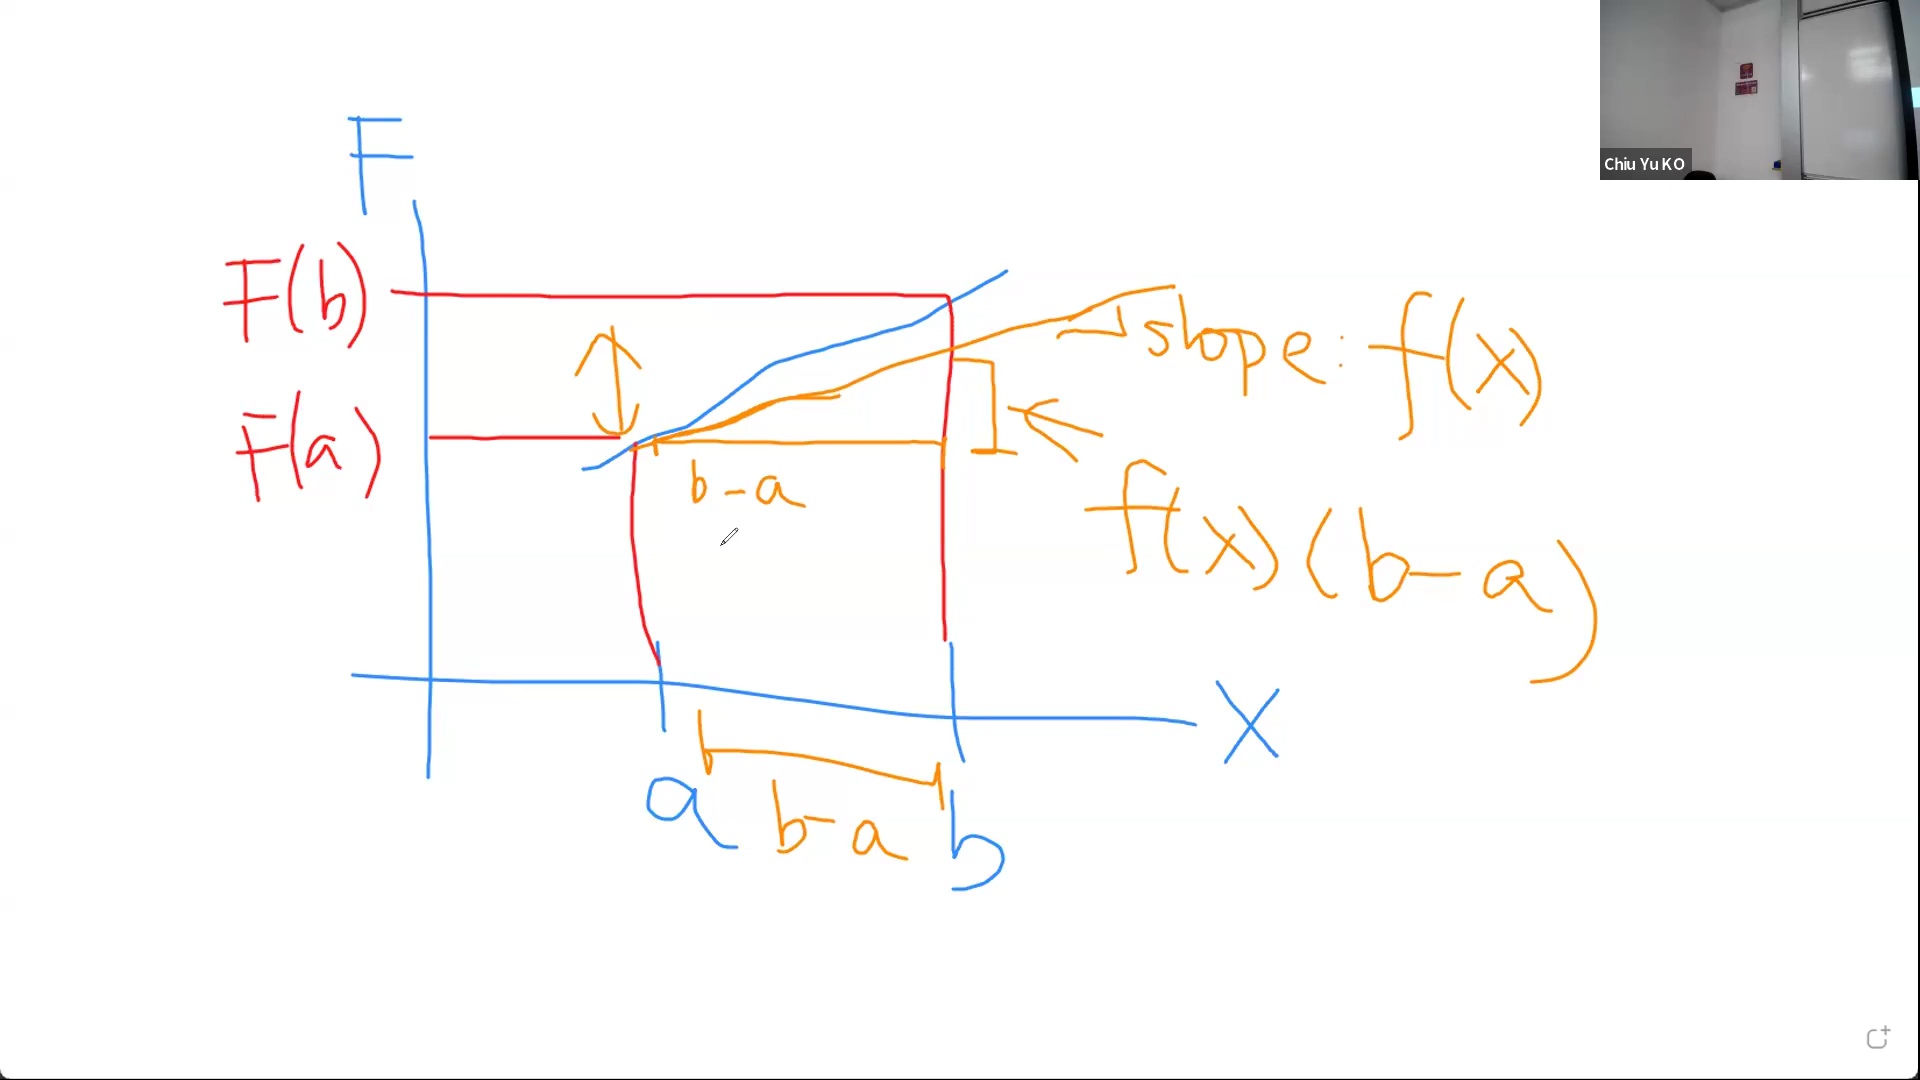 Chiu Yu KO
F
F(b)
slope: f(x)
F(a)
b-a
f(x)(b-a)
X
a
b-a
b